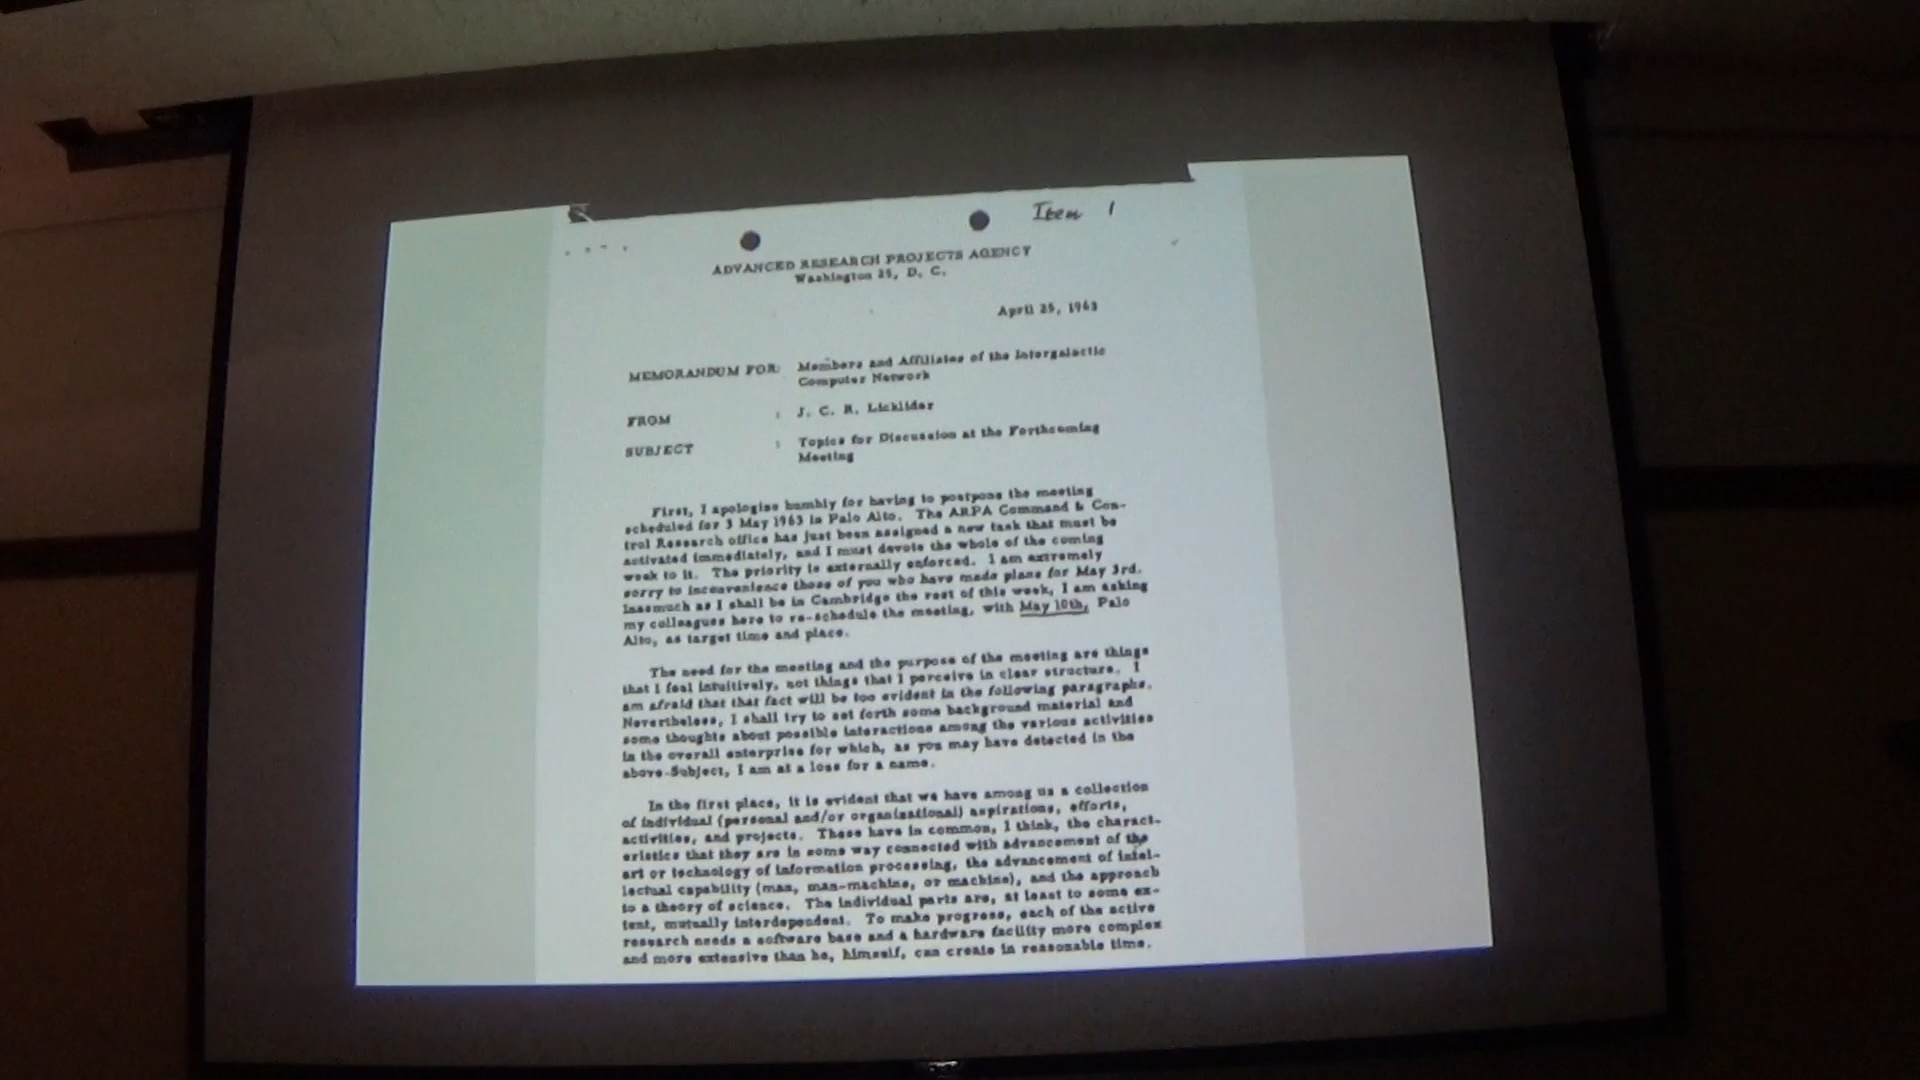 Item 1
ADVANCED RESEARCH PROJECTS AGENCY
Washington 25, D. C.
April 25, 1963
MEMORANDUM FOR: Members and Affiliates of the Intergalactic
Computer Network
FROM : J. C. R. Licklider
SUBJECT : Topics for Discussion at the Forthcoming
Meeting
First, I apologize humbly for having to postpone the meeting
scheduled for 3 May 1963 in Palo Alto. The ARPA Command & Con-
trol Research office has just been assigned a new task that must be
activated immediately, and I must devote the whole of the coming
week to it. The priority is externally enforced. I am extremely
sorry to inconvenience those of you who have made plans for May 3rd.
Inasmuch as I shall be in Cambridge the rest of this week, I am asking
my colleagues here to re-schedule the meeting, with May 10th, Palo
Alto, as target time and place.
The need for the meeting and the purpose of the meeting are things
that I feel intuitively, not things that I perceive in clear structure. I
am afraid that that fact will be too evident in the following paragraphs.
Nevertheless, I shall try to set forth some background material and
some thoughts about possible interactions among the various activities
in the overall enterprise for which, as you may have detected in the
above-Subject, I am at a loss for a name.
In the first place, it is evident that we have among us a collection
of individual (personal and/or organizational) aspirations, efforts,
activities, and projects. These have in common, I think, the charact-
eristics that they are in some way connected with advancement of the
art or technology of information processing, the advancement of intel-
lectual capability (man, man-machine, or machine), and the approach
to a theory of science. The individual parts are, at least to some ex-
tent, mutually interdependent. To make progress, each of the active
research needs a software base and a hardware facility more complex
and more extensive than he, himself, can create in reasonable time.